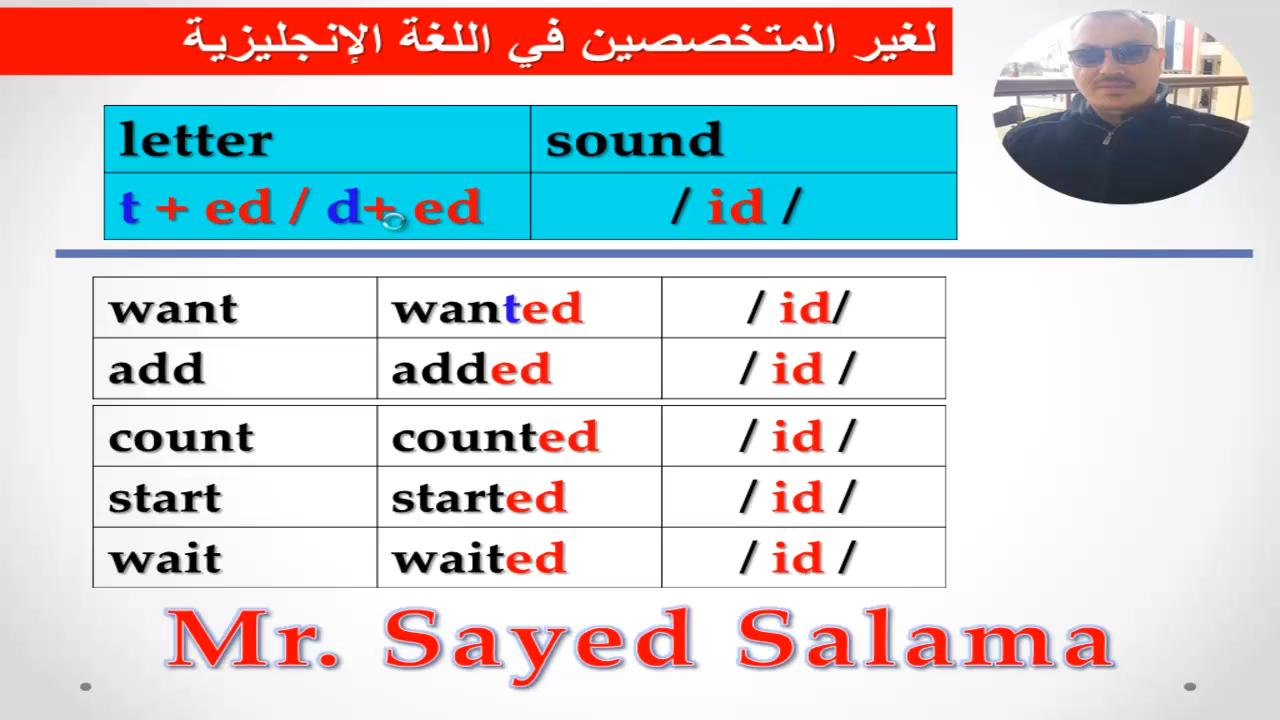 لغير المتخصصين في اللغة الإنجليزية
letter sound
t + ed / d+ ed / id /
want wanted / id/
add added / id /
count counted / id /
start started / id /
wait waited / id /
Mr. Sayed Salama